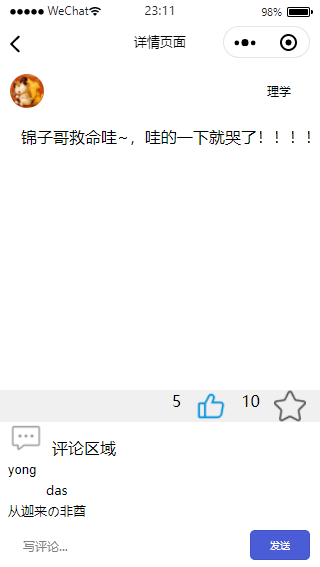 WeChat 23:11 98%
详情页面
理学
锦子哥救命哇~，哇的一下就哭了！！！！
5 10
评论区域
yong
das
从迦来の非酋
写评论... 发送